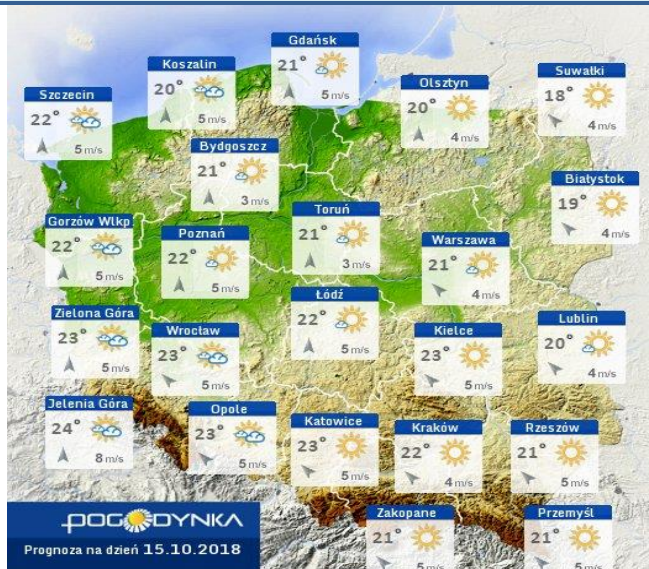 Gdańsk
21°
5 m/s
Koszalin
20°
5 m/s
Suwałki
18°
4 m/s
Olsztyn
20°
4 m/s
Szczecin
22°
5 m/s
Bydgoszcz
21°
3 m/s
Białystok
19°
4 m/s
Toruń
21°
3 m/s
Gorzów Wlkp
22°
5 m/s
Poznań
22°
5 m/s
Warszawa
21°
4 m/s
Łódź
22°
5 m/s
Zielona Góra
23°
5 m/s
Lublin
20°
4 m/s
Wrocław
23°
5 m/s
Kielce
23°
5 m/s
Jelenia Góra
24°
8 m/s
Opole
23°
5 m/s
Katowice
23°
5 m/s
Kraków
22°
4 m/s
Rzeszów
21°
5 m/s
Zakopane
21°
5 m/s
Przemyśl
21°
5 m/s
POGODYNKA
Prognoza na dzień 15.10.2018